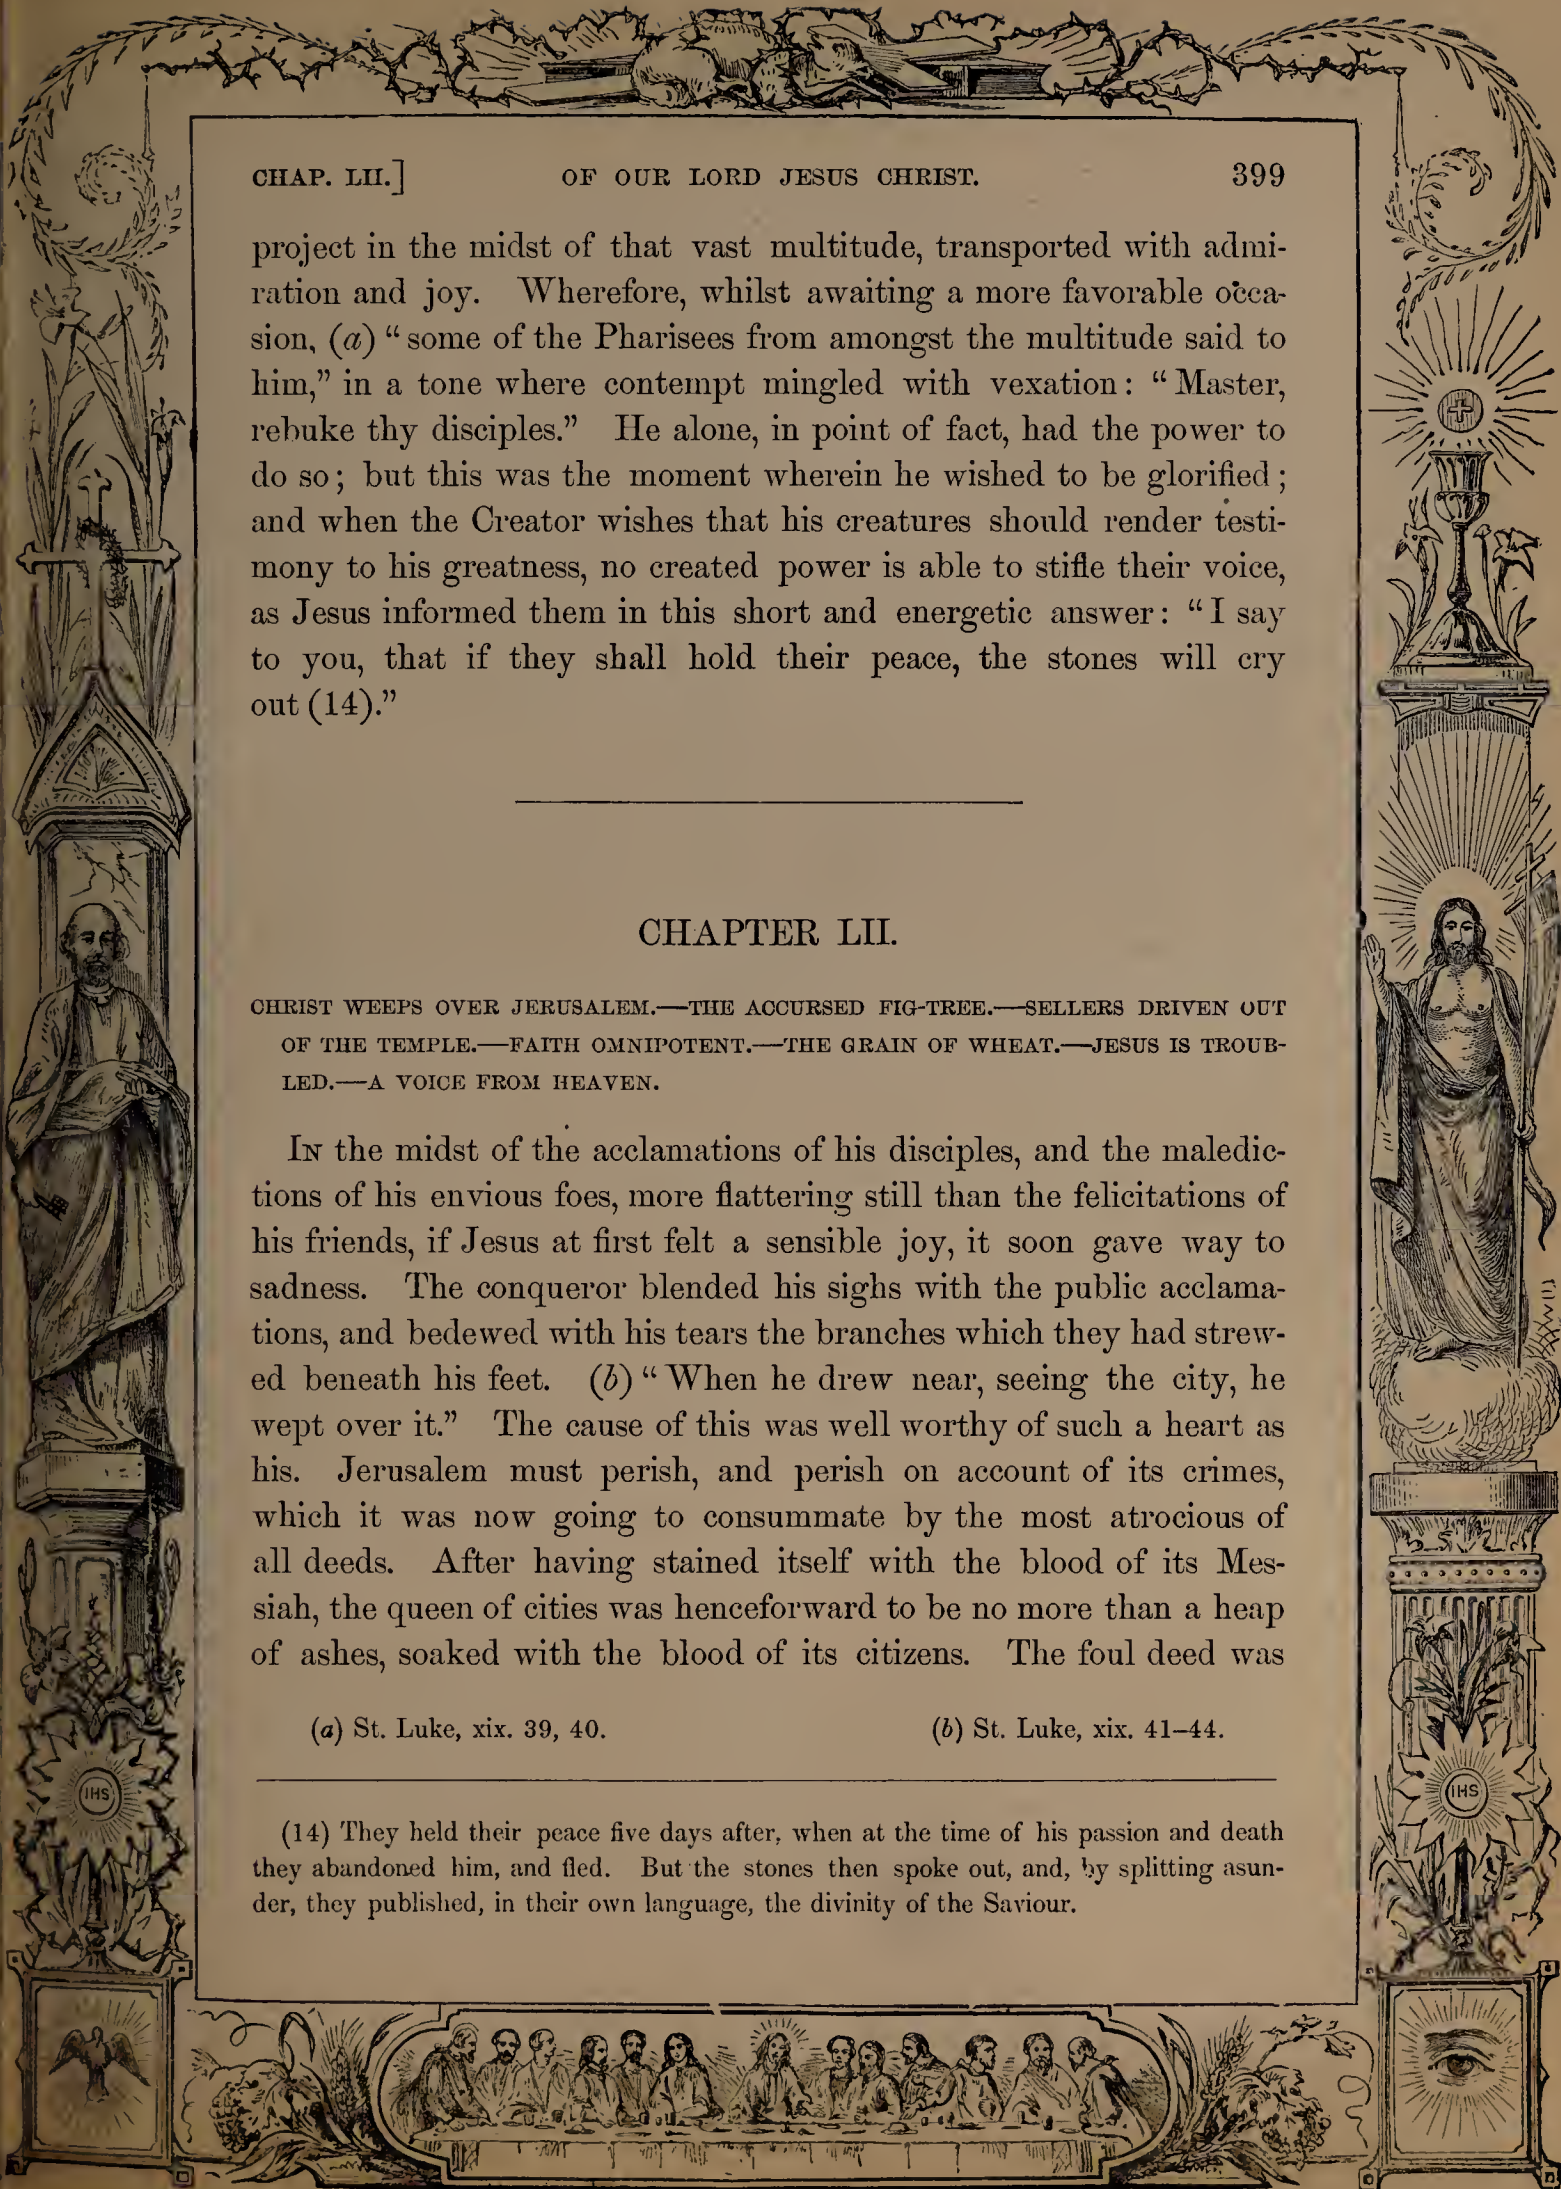 CHAP. LII.] OF OUR LORD JESUS CHRIST. 399
project in the midst of that vast multitude, transported with admi-
ration and joy. Wherefore, whilst awaiting a more favorable occa-
sion, (a) “some of the Pharisees from amongst the multitude said to
him,” in a tone where contempt mingled with vexation: “Master,
rebuke thy disciples.” He alone, in point of fact, had the power to
do so; but this was the moment wherein he wished to be glorified;
and when the Creator wishes that his creatures should render testi-
mony to his greatness, no created power is able to stifle their voice,
as Jesus informed them in this short and energetic answer: “I say
to you, that if they shall hold their peace, the stones will cry
out (14).”
CHAPTER LII.
CHRIST WEEPS OVER JERUSALEM.—THE ACCURSED FIG-TREE.—SELLERS DRIVEN OUT
OF THE TEMPLE.—FAITH OMNIPOTENT.—THE GRAIN OF WHEAT.—JESUS IS TROUB-
LED.—A VOICE FROM HEAVEN.
IN the midst of the acclamations of his disciples, and the maledic-
tions of his envious foes, more flattering still than the felicitations of
his friends, if Jesus at first felt a sensible joy, it soon gave way to
sadness. The conqueror blended his sighs with the public acclama-
tions, and bedewed with his tears the branches which they had strew-
ed beneath his feet. (b) “When he drew near, seeing the city, he
wept over it.” The cause of this was well worthy of such a heart as
his. Jerusalem must perish, and perish on account of its crimes,
which it was now going to consummate by the most atrocious of
all deeds. After having stained itself with the blood of its Mes-
siah, the queen of cities was henceforward to be no more than a heap
of ashes, soaked with the blood of its citizens. The foul deed was
(a) St. Luke, xix. 39, 40. (b) St. Luke, xix. 41–44.
(14) They held their peace five days after, when at the time of his passion and death
they abandoned him, and fled. But the stones then spoke out, and, by splitting asun-
der, they published, in their own language, the divinity of the Saviour.
IHS
IHS